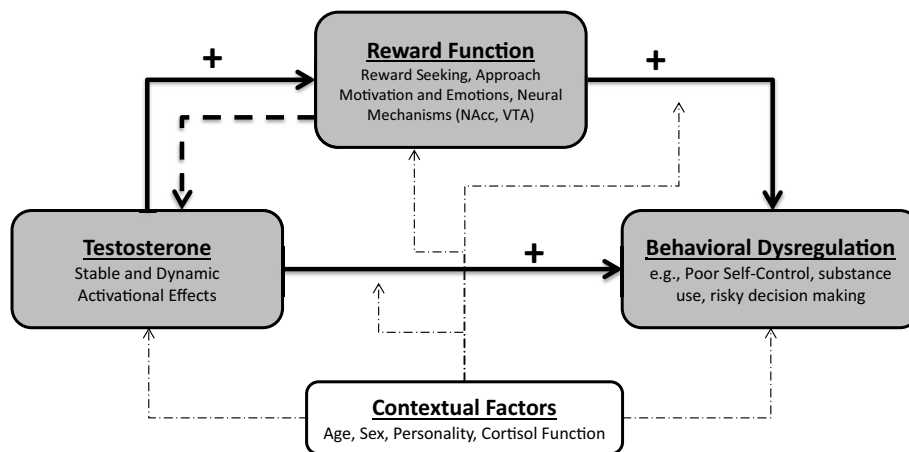 +
+
Reward Function
Reward Seeking, Approach
Motivation and Emotions, Neural
Mechanisms (NAcc, VTA)
Testosterone
Stable and Dynamic
Activational Effects
+
Behavioral Dysregulation
e.g., Poor Self-Control, substance
use, risky decision making
Contextual Factors
Age, Sex, Personality, Cortisol Function